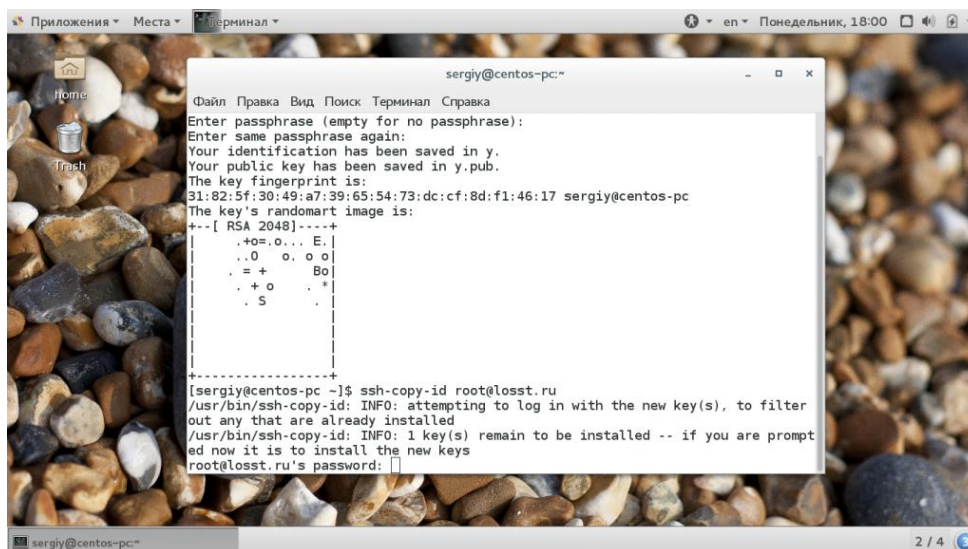 Приложения Места Терминал en Понедельник, 18:00
home
Trash
sergiy@centos-pc:~
Файл Правка Вид Поиск Терминал Справка
Enter passphrase (empty for no passphrase):
Enter same passphrase again:
Your identification has been saved in y.
Your public key has been saved in y.pub.
The key fingerprint is:
31:82:5f:30:49:a7:39:65:54:73:dc:cf:8d:f1:46:17 sergiy@centos-pc
The key's randomart image is:
+--[ RSA 2048]----+
|      .+o=.o... E.|
|      ..O   o. o o|
|     . = +      Bo|
|      . + o    . *|
|       . S      . |
|                 |
|                 |
|                 |
|                 |
+-----------------+
[sergiy@centos-pc ~]$ ssh-copy-id root@losst.ru
/usr/bin/ssh-copy-id: INFO: attempting to log in with the new key(s), to filter
out any that are already installed
/usr/bin/ssh-copy-id: INFO: 1 key(s) remain to be installed -- if you are prompt
ed now it is to install the new keys
root@losst.ru's password:
sergiy@centos-pc:~ 2 / 4